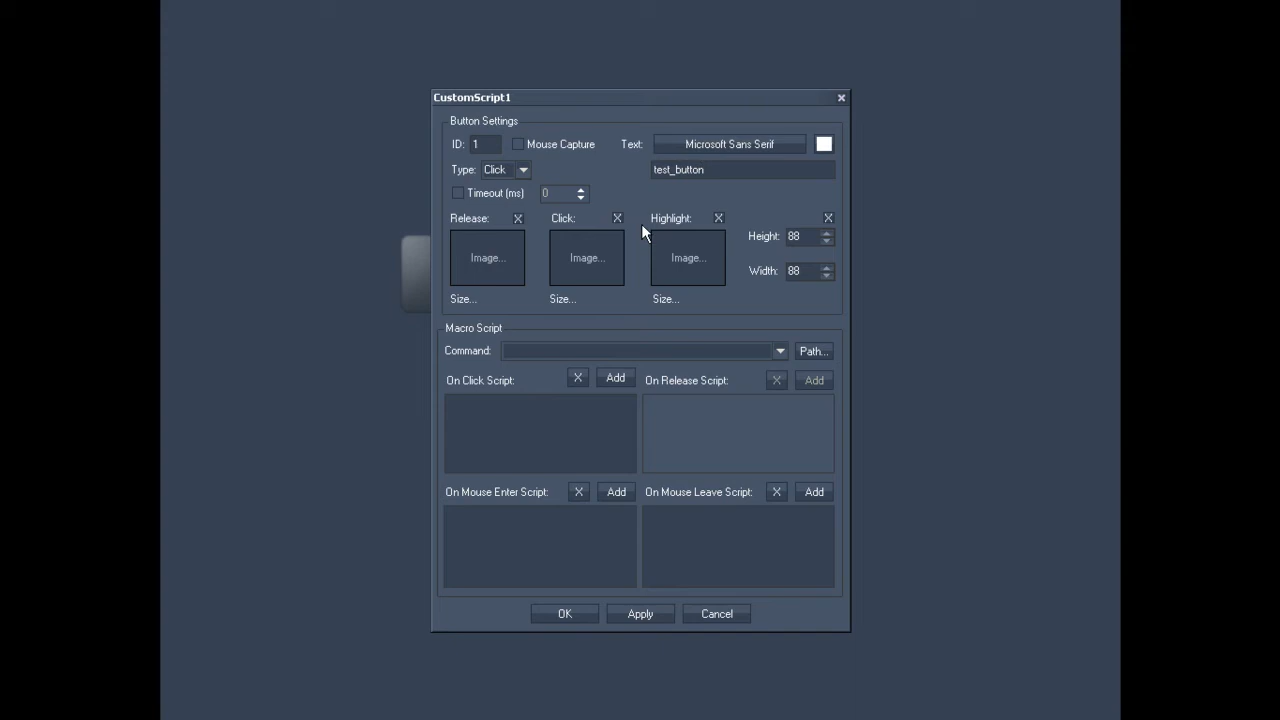 CustomScript1
Button Settings
ID: 1 Mouse Capture Text: Microsoft Sans Serif
Type: Click test_button
Timeout (ms) 0
Release: X Click: X Highlight: X X
Height: 88
Image... Image... Image...
Width: 88
Size... Size... Size...
Macro Script
Command: Path...
On Click Script: X Add On Release Script: X Add
On Mouse Enter Script: X Add On Mouse Leave Script: X Add
OK Apply Cancel